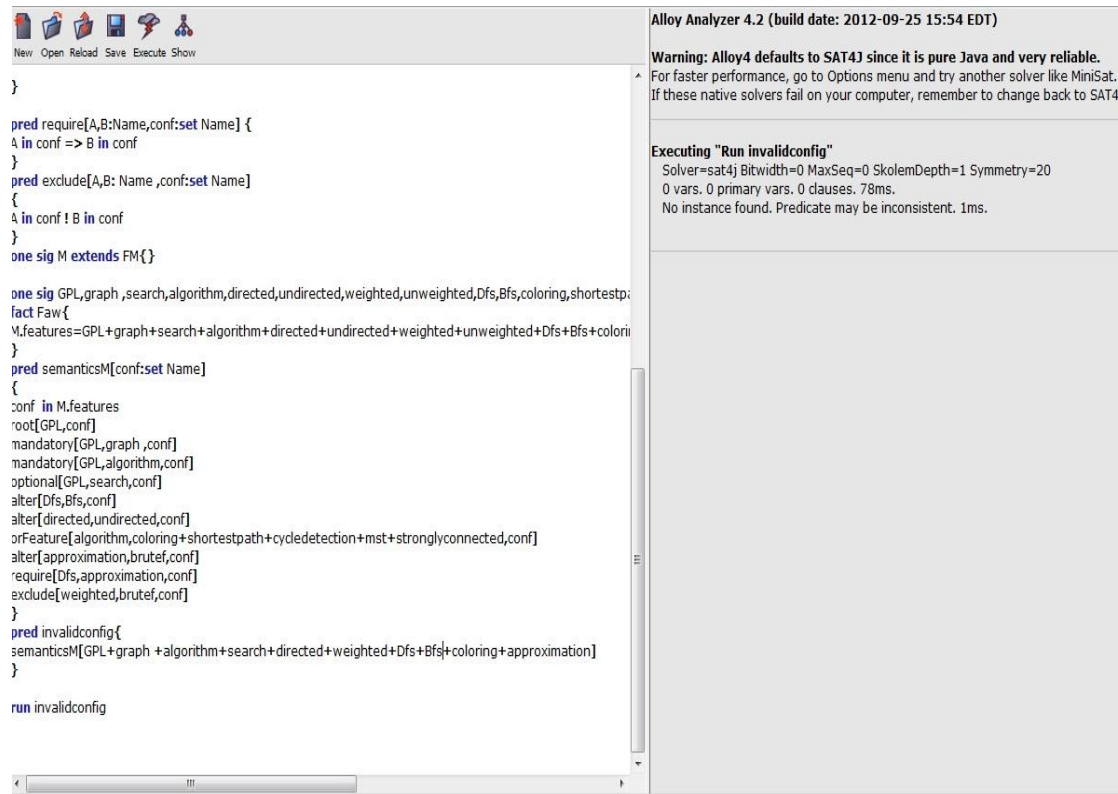 New Open Reload Save Execute Show
}
pred require[A,B:Name,conf:set Name] {
A in conf => B in conf
}
pred exclude[A,B: Name ,conf:set Name]
{
A in conf ! B in conf
}
one sig M extends FM{}
one sig GPL,graph ,search,algorithm,directed,undirected,weighted,unweighted,Dfs,Bfs,coloring,shortestpa
fact Faw{
M.features=GPL+graph+search+algorithm+directed+undirected+weighted+unweighted+Dfs+Bfs+colori
}
pred semanticsM[conf:set Name]
{
conf in M.features
root[GPL,conf]
mandatory[GPL,graph ,conf]
mandatory[GPL,algorithm,conf]
optional[GPL,search,conf]
alter[Dfs,Bfs,conf]
alter[directed,undirected,conf]
orFeature[algorithm,coloring+shortestpath+cycledetection+mst+stronglyconnected,conf]
alter[approximation,brutef,conf]
require[Dfs,approximation,conf]
exclude[weighted,brutef,conf]
}
pred invalidconfig{
semanticsM[GPL+graph +algorithm+search+directed+weighted+Dfs+Bfs+coloring+approximation]
}
run invalidconfig
Alloy Analyzer 4.2 (build date: 2012-09-25 15:54 EDT)
Warning: Alloy4 defaults to SAT4J since it is pure Java and very reliable.
For faster performance, go to Options menu and try another solver like MiniSat.
If these native solvers fail on your computer, remember to change back to SAT4
Executing "Run invalidconfig"
Solver=sat4j Bitwidth=0 MaxSeq=0 SkolemDepth=1 Symmetry=20
0 vars. 0 primary vars. 0 clauses. 78ms.
No instance found. Predicate may be inconsistent. 1ms.